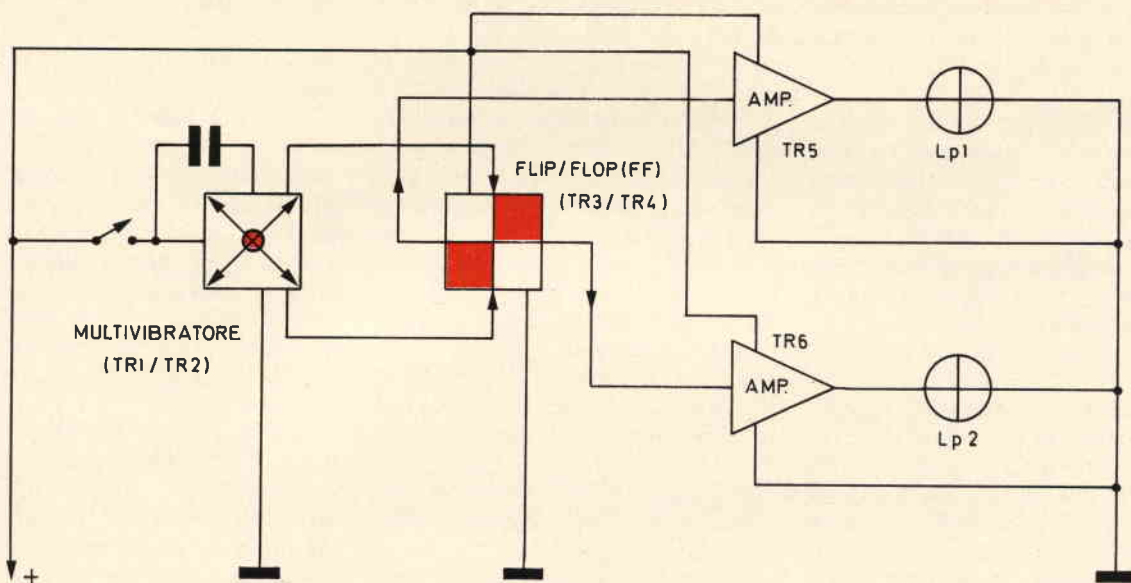 AMP.
TR5
Lp1
FLIP/FLOP(FF)
(TR3/TR4)
MULTIVIBRATORE
(TR1/TR2)
TR6
AMP.
Lp2
+